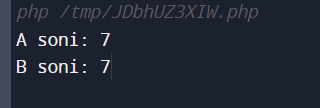 php /tmp/JDbhUZ3XIW.php
A soni: 7
B soni: 7